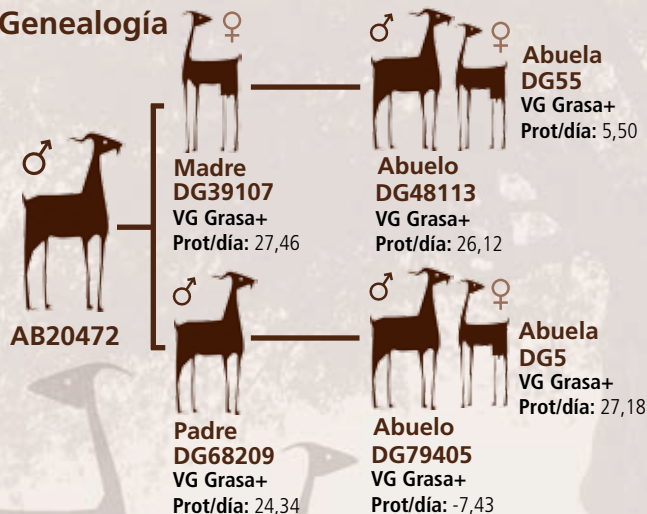 Genealogía
♀
♂
♀
Abuela
DG55
VG Grasa+
Prot/día: 5,50
♂
Madre
DG39107
VG Grasa+
Prot/día: 27,46
Abuelo
DG48113
VG Grasa+
Prot/día: 26,12
AB20472
♂
♂
♀
Abuela
DG5
VG Grasa+
Prot/día: 27,18
Padre
DG68209
VG Grasa+
Prot/día: 24,34
Abuelo
DG79405
VG Grasa+
Prot/día: -7,43